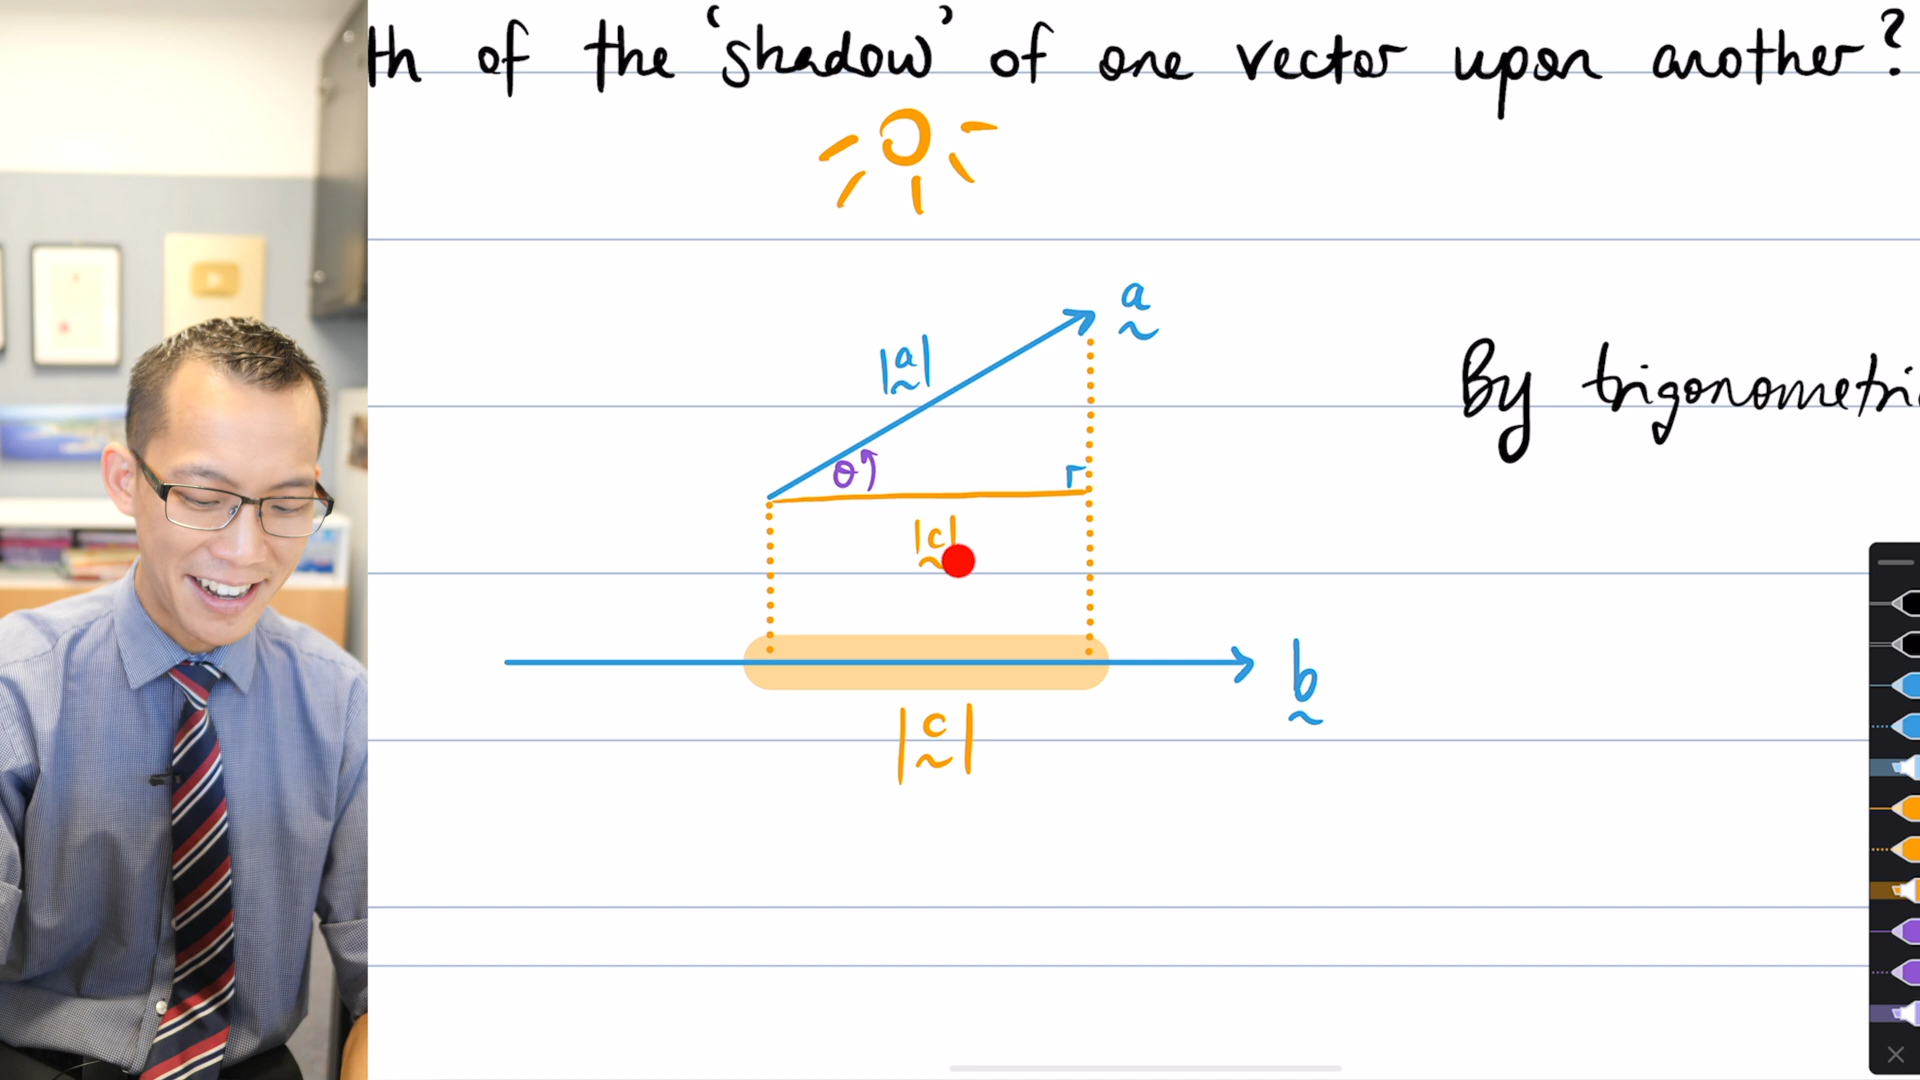 th of the 'shadow' of one vector upon another?
a
|a|
By trigonometri
θ
|c|
b
|c|